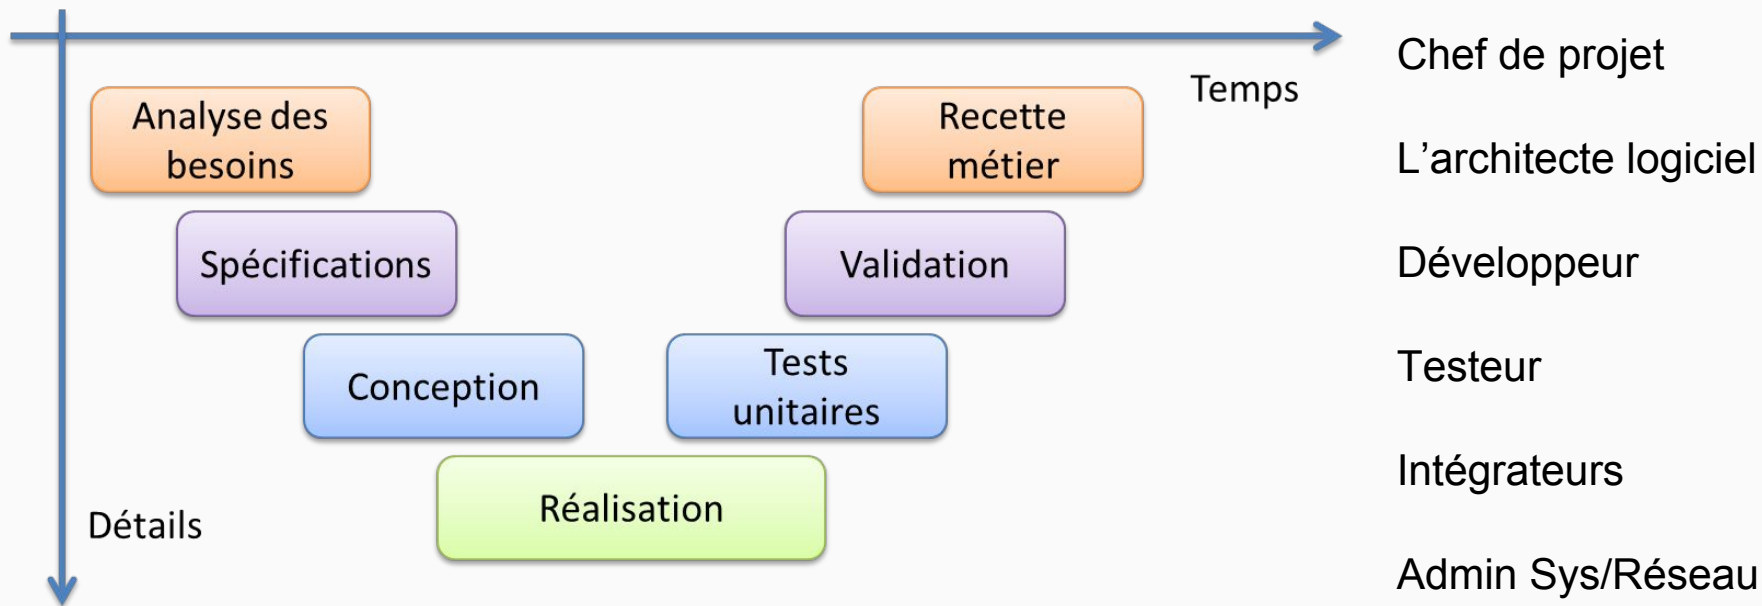 Temps
Analyse des
besoins
Recette
métier
Spécifications
Validation
Conception
Tests
unitaires
Réalisation
Détails
Chef de projet
L’architecte logiciel
Développeur
Testeur
Intégrateurs
Admin Sys/Réseau